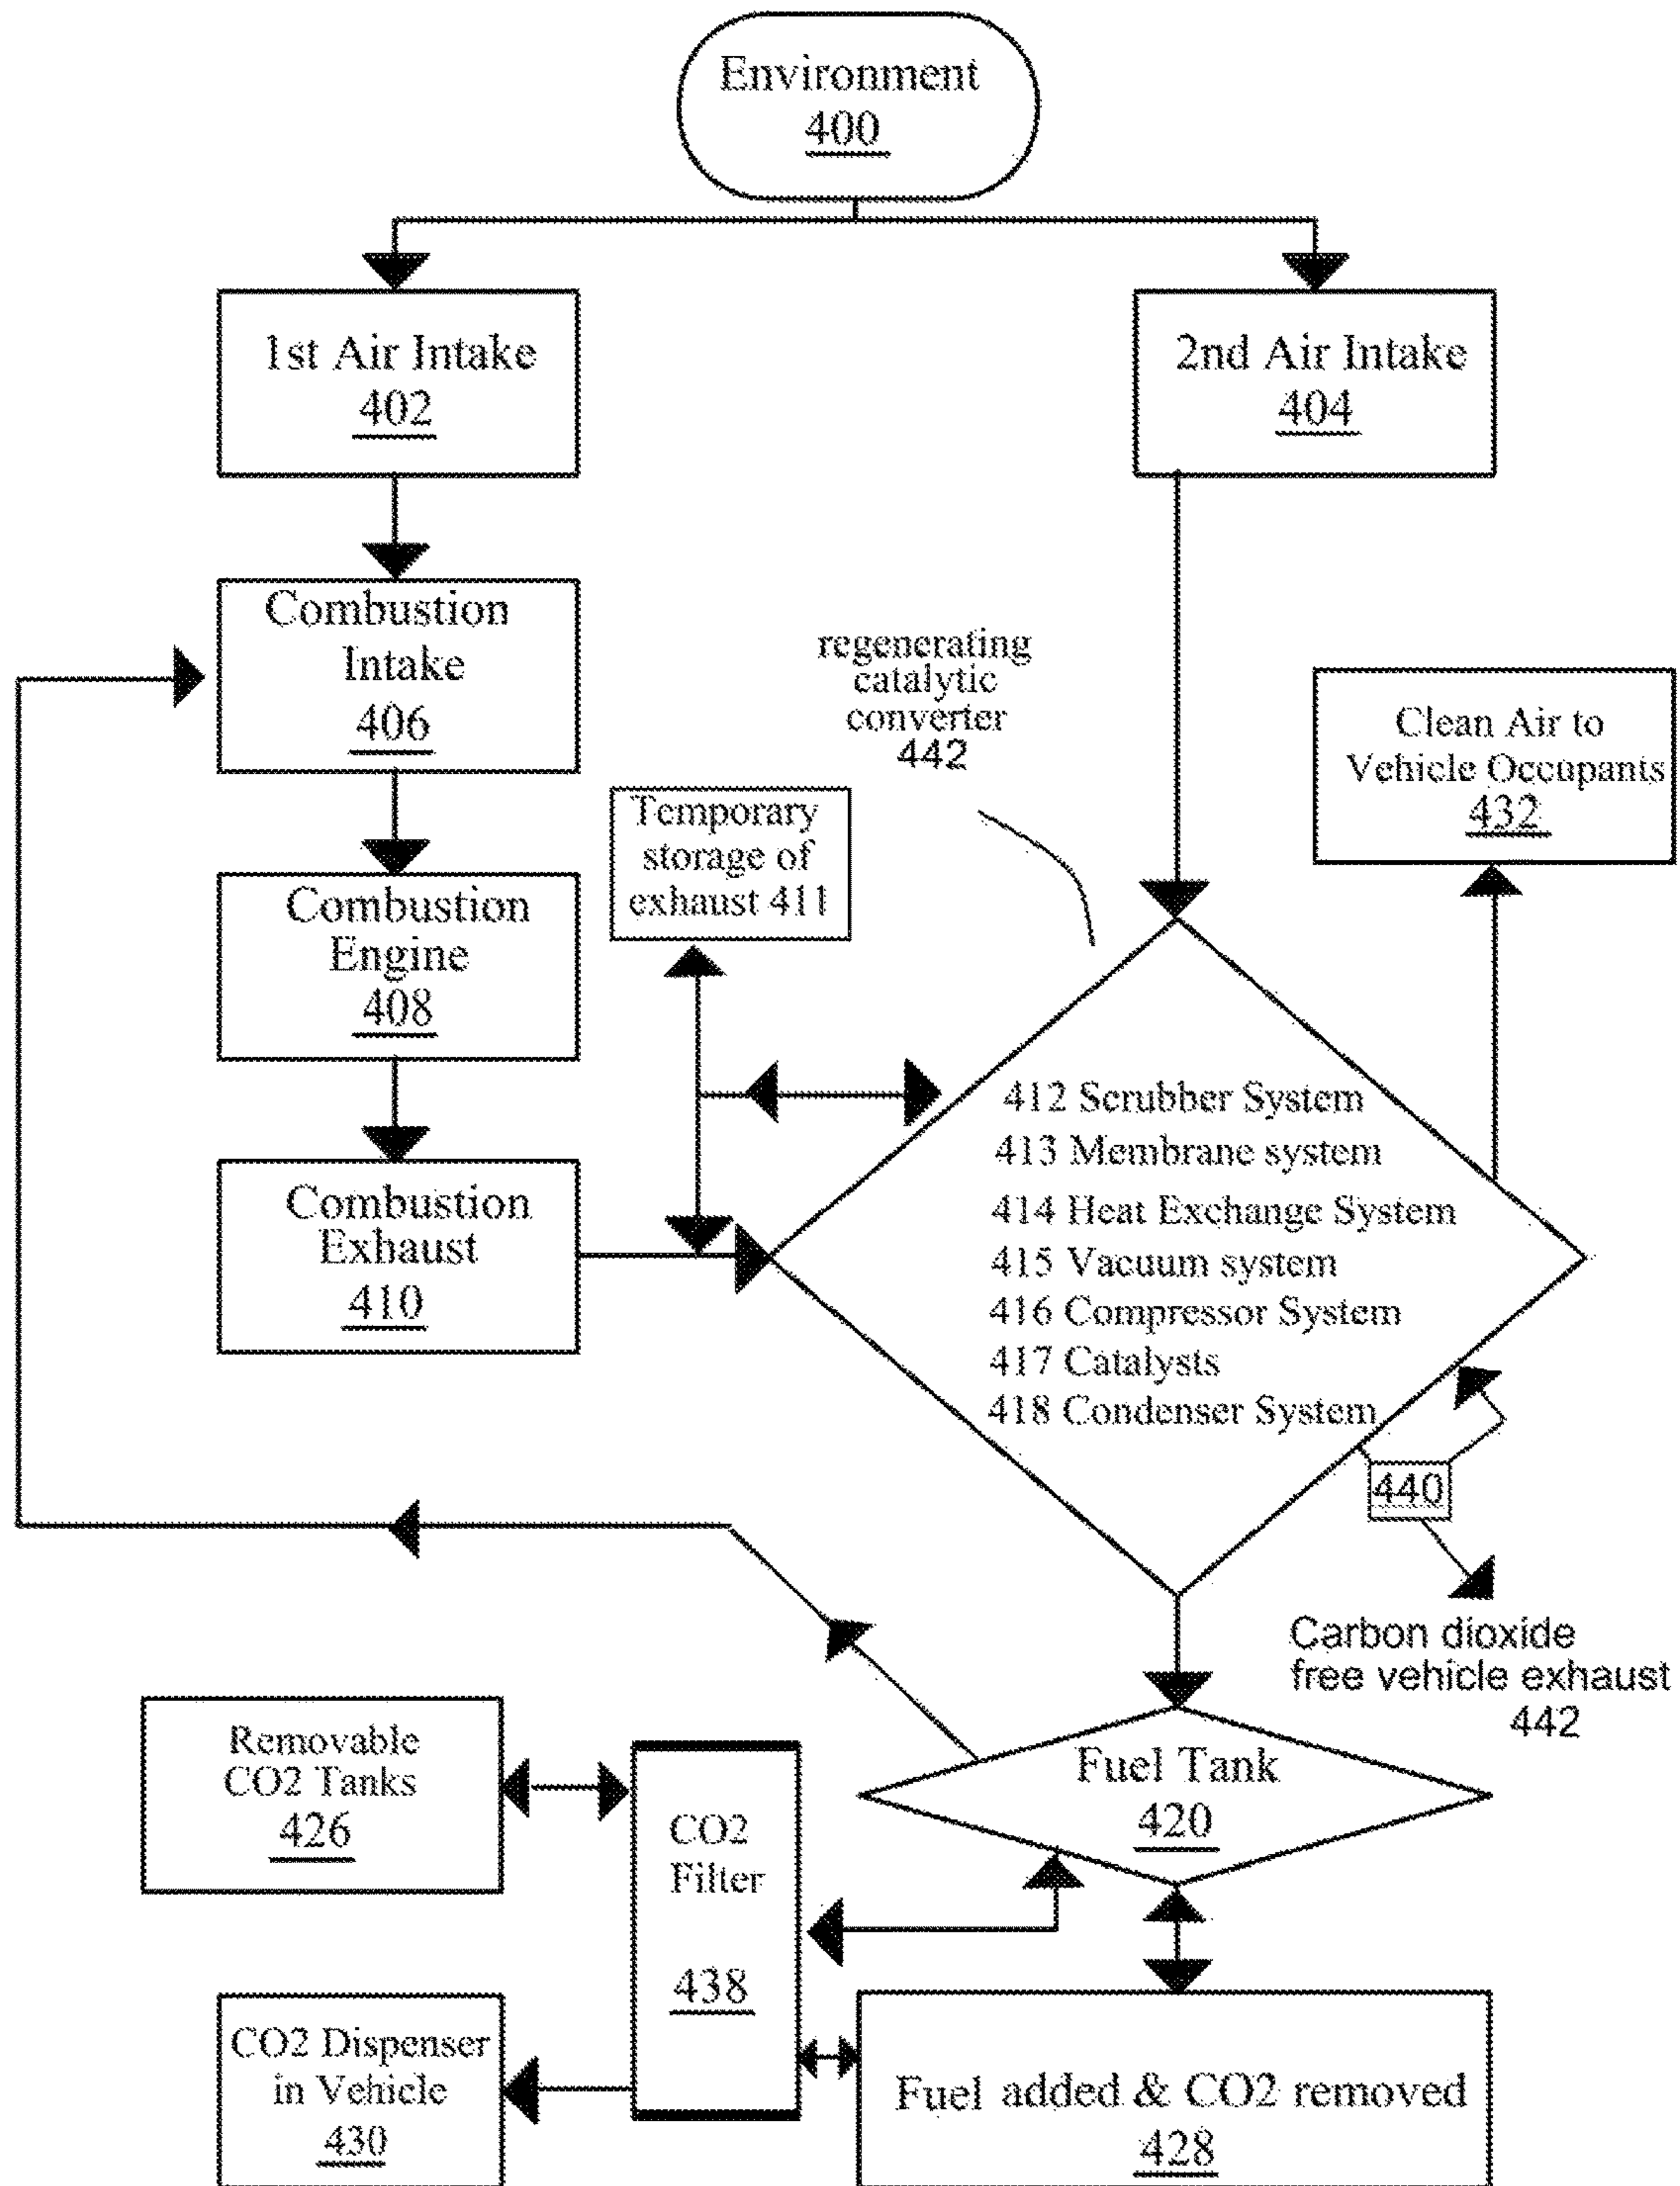 Environment
400
1st Air Intake
402
2nd Air Intake
404
Combustion
Intake
406
regenerating
catalytic
converter
442
Clean Air to
Vehicle Occupants
432
Temporary
storage of
exhaust 411
Combustion
Engine
408
412 Scrubber System
413 Membrane system
414 Heat Exchange System
415 Vacuum system
416 Compressor System
417 Catalysts
418 Condenser System
Combustion
Exhaust
410
440
Carbon dioxide
free vehicle exhaust
442
Removable
CO2 Tanks
426
CO2
Filter
438
Fuel Tank
420
CO2 Dispenser
in Vehicle
430
Fuel added & CO2 removed
428